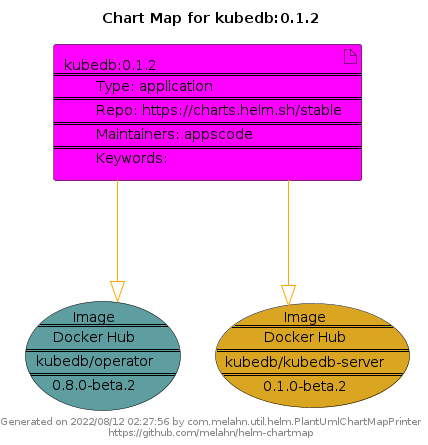 Chart Map for kubedb:0.1.2
kubedb:0.1.2
Type: application
Repo: https://charts.helm.sh/stable
Maintainers: appscode
Keywords:
Image
Docker Hub
kubedb/operator
0.8.0-beta.2
Image
Docker Hub
kubedb/kubedb-server
0.1.0-beta.2
Generated on 2022/08/12 02:27:56 by com.melahn.util.helm.PlantUmlChartMapPrinter
https://github.com/melahn/helm-chartmap